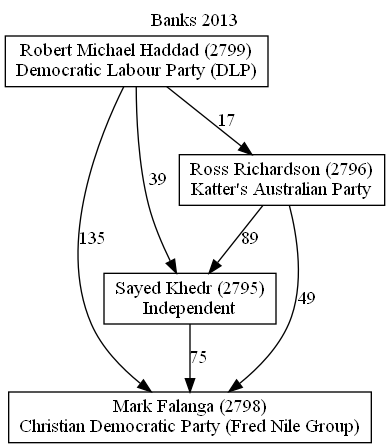 Banks 2013
Robert Michael Haddad (2799)
Democratic Labour Party (DLP)
17
Ross Richardson (2796)
Katter's Australian Party
39
135
89
Sayed Khedr (2795)
Independent
49
75
Mark Falanga (2798)
Christian Democratic Party (Fred Nile Group)